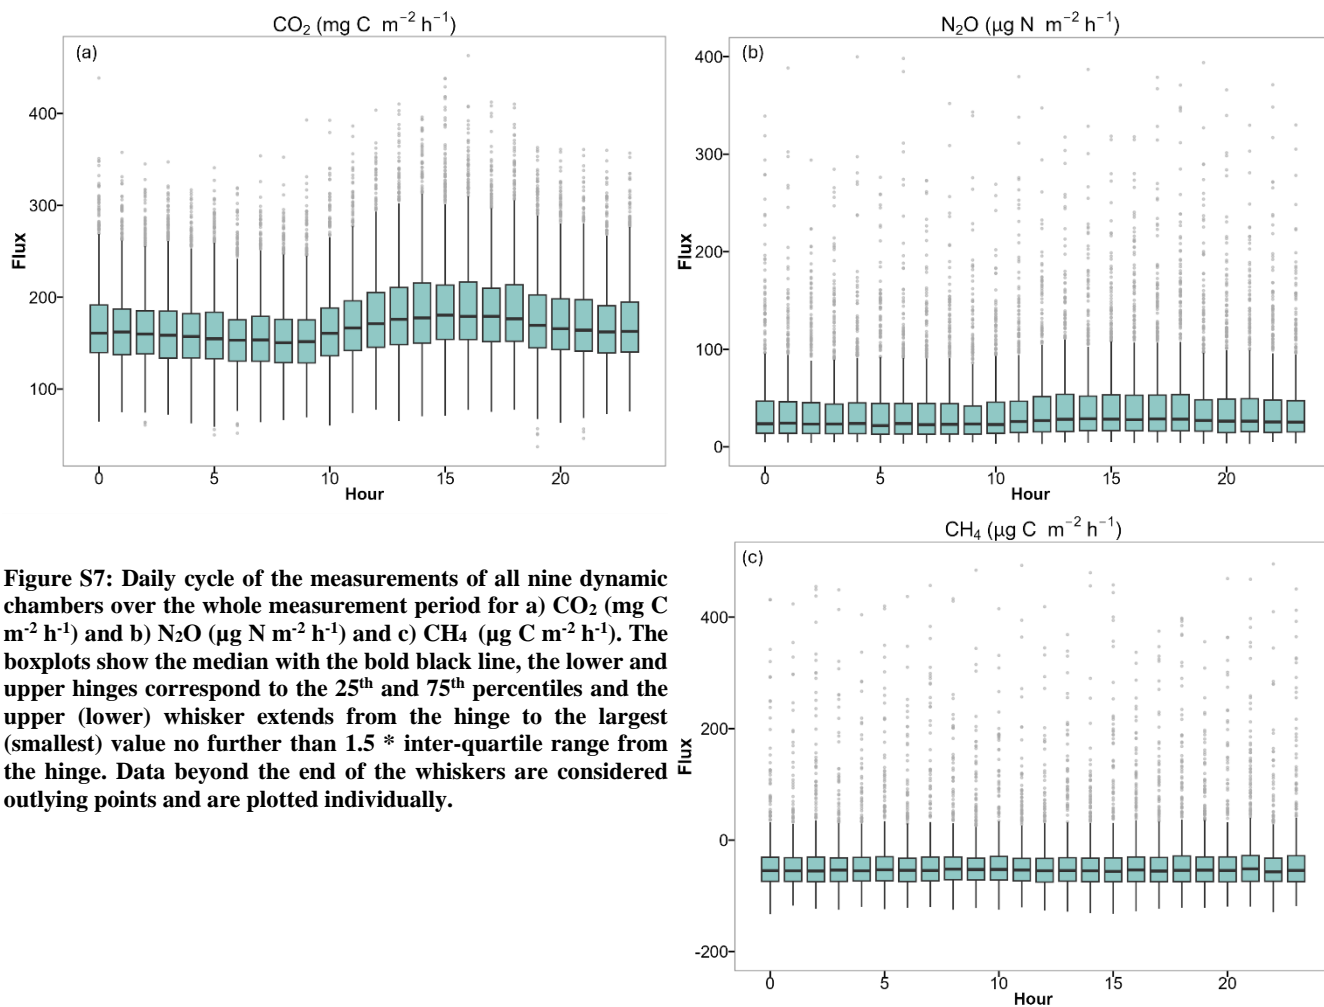 CO₂ (mg C m⁻² h⁻¹)
(a)
400
300
200
100
Flux
0
5
10
15
20
Hour
N₂O (µg N m⁻² h⁻¹)
(b)
400
300
200
100
0
Flux
0
5
10
15
20
Hour
CH₄ (µg C m⁻² h⁻¹)
(c)
400
200
0
-200
Flux
0
5
10
15
20
Hour
Figure S7: Daily cycle of the measurements of all nine dynamic
chambers over the whole measurement period for a) CO₂ (mg C
m⁻² h⁻¹) and b) N₂O (µg N m⁻² h⁻¹) and c) CH₄ (µg C m⁻² h⁻¹). The
boxplots show the median with the bold black line, the lower and
upper hinges correspond to the 25th and 75th percentiles and the
upper (lower) whisker extends from the hinge to the largest
(smallest) value no further than 1.5 * inter-quartile range from
the hinge. Data beyond the end of the whiskers are considered
outlying points and are plotted individually.